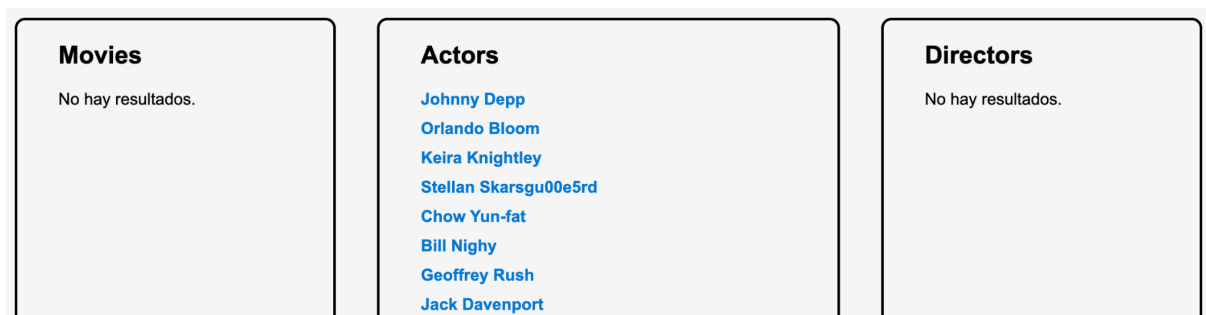 Movies
No hay resultados.
Actors
Johnny Depp
Orlando Bloom
Keira Knightley
Stellan Skarsgu00e5rd
Chow Yun-fat
Bill Nighy
Geoffrey Rush
Jack Davenport
Directors
No hay resultados.